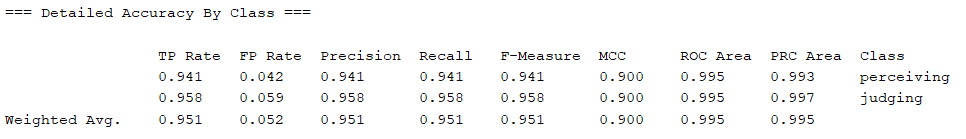 === Detailed Accuracy By Class ===
TP Rate FP Rate Precision Recall F-Measure MCC ROC Area PRC Area Class
0.941 0.042 0.941 0.941 0.941 0.900 0.995 0.993 perceiving
0.958 0.059 0.958 0.958 0.958 0.900 0.995 0.997 judging
Weighted Avg. 0.951 0.052 0.951 0.951 0.951 0.900 0.995 0.995